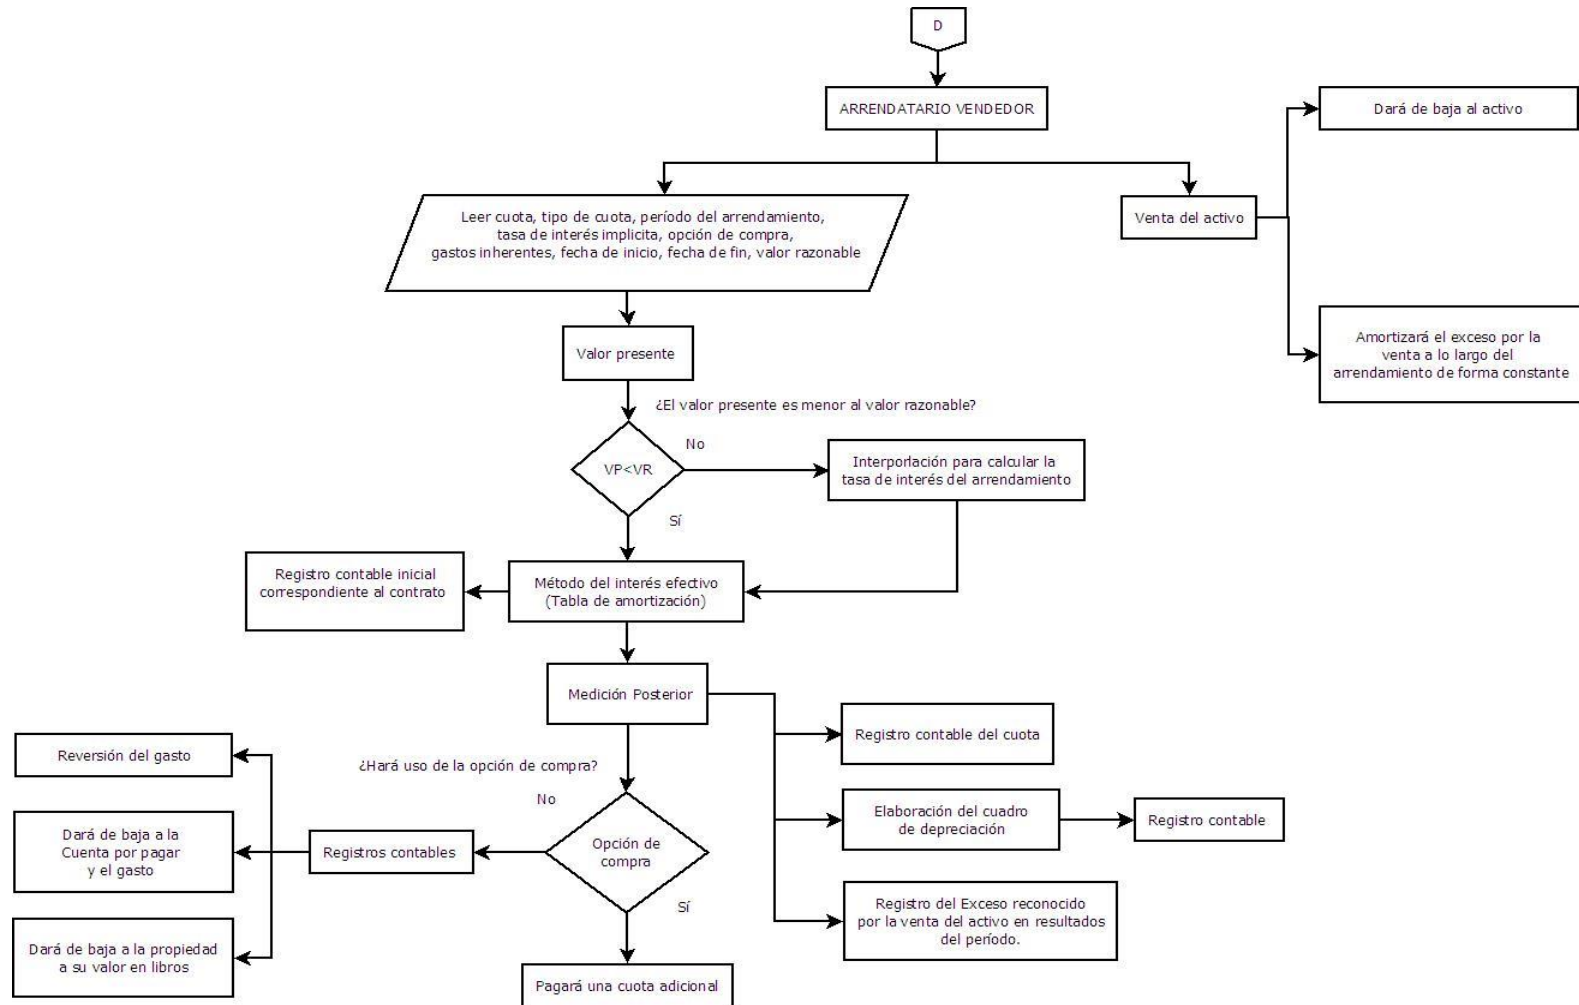 D
ARRENDATARIO VENDEDOR
Dará de baja al activo
Leer cuota, tipo de cuota, período del arrendamiento,
tasa de interés implicita, opción de compra,
gastos inherentes, fecha de inicio, fecha de fin, valor razonable
Venta del activo
Valor presente
Amortizará el exceso por la
venta a lo largo del
arrendamiento de forma constante
¿El valor presente es menor al valor razonable?
No
VP<VR
Interporlación para calcular la
tasa de interés del arrendamiento
Sí
Registro contable inicial
correspondiente al contrato
Método del interés efectivo
(Tabla de amortización)
Medición Posterior
Registro contable del cuota
Reversión del gasto
¿Hará uso de la opción de compra?
No
Elaboración del cuadro
de depreciación
Registro contable
Dará de baja a la
Cuenta por pagar
y el gasto
Registros contables
Opción de
compra
Sí
Registro del Exceso reconocido
por la venta del activo en resultados
del período.
Dará de baja a la propiedad
a su valor en libros
Pagará una cuota adicional